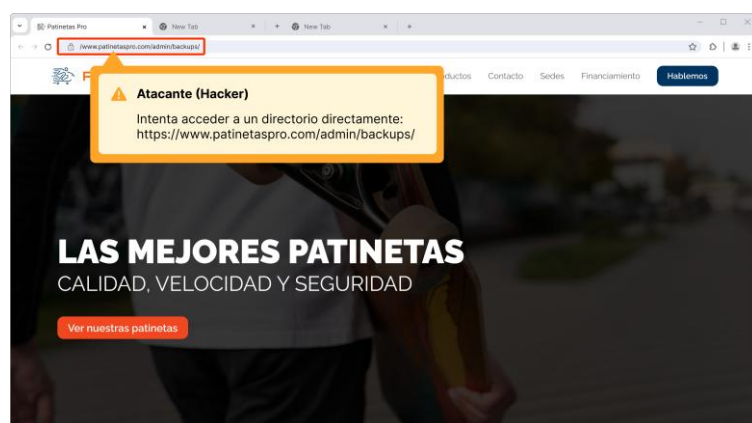 Patinetas Pro
New Tab
New Tab
/www.patinetaspro.com/admin/backups/
Contacto
Sedes
Financiamiento
Hablemos
Atacante (Hacker)
Intenta acceder a un directorio directamente:
https://www.patinetaspro.com/admin/backups/
LAS MEJORES PATINETAS
CALIDAD, VELOCIDAD Y SEGURIDAD
Ver nuestras patinetas